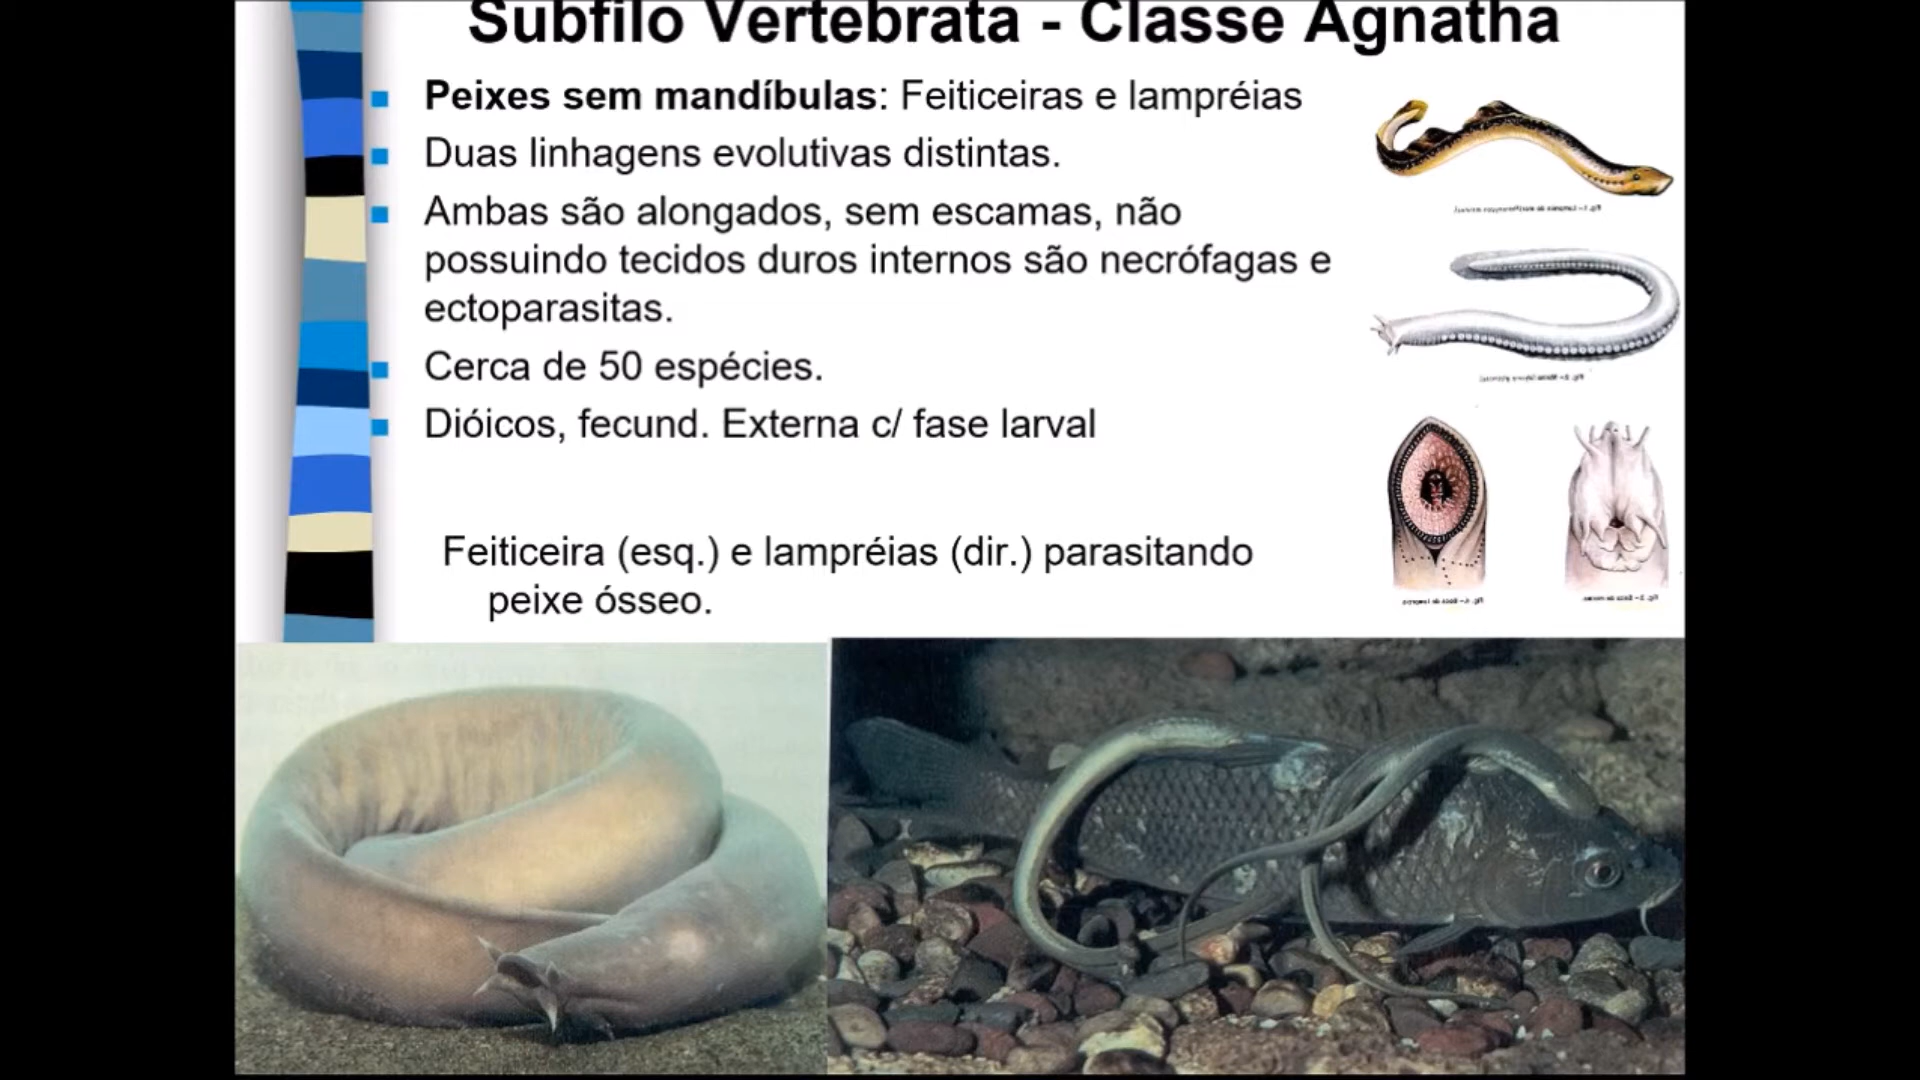 Subfilo Vertebrata - Classe Agnatha
Peixes sem mandíbulas: Feiticeiras e lampréias
Duas linhagens evolutivas distintas.
Ambas são alongados, sem escamas, não
possuindo tecidos duros internos são necrófagas e
ectoparasitas.
Cerca de 50 espécies.
Dióicos, fecund. Externa c/ fase larval
Feiticeira (esq.) e lampréias (dir.) parasitando
peixe ósseo.